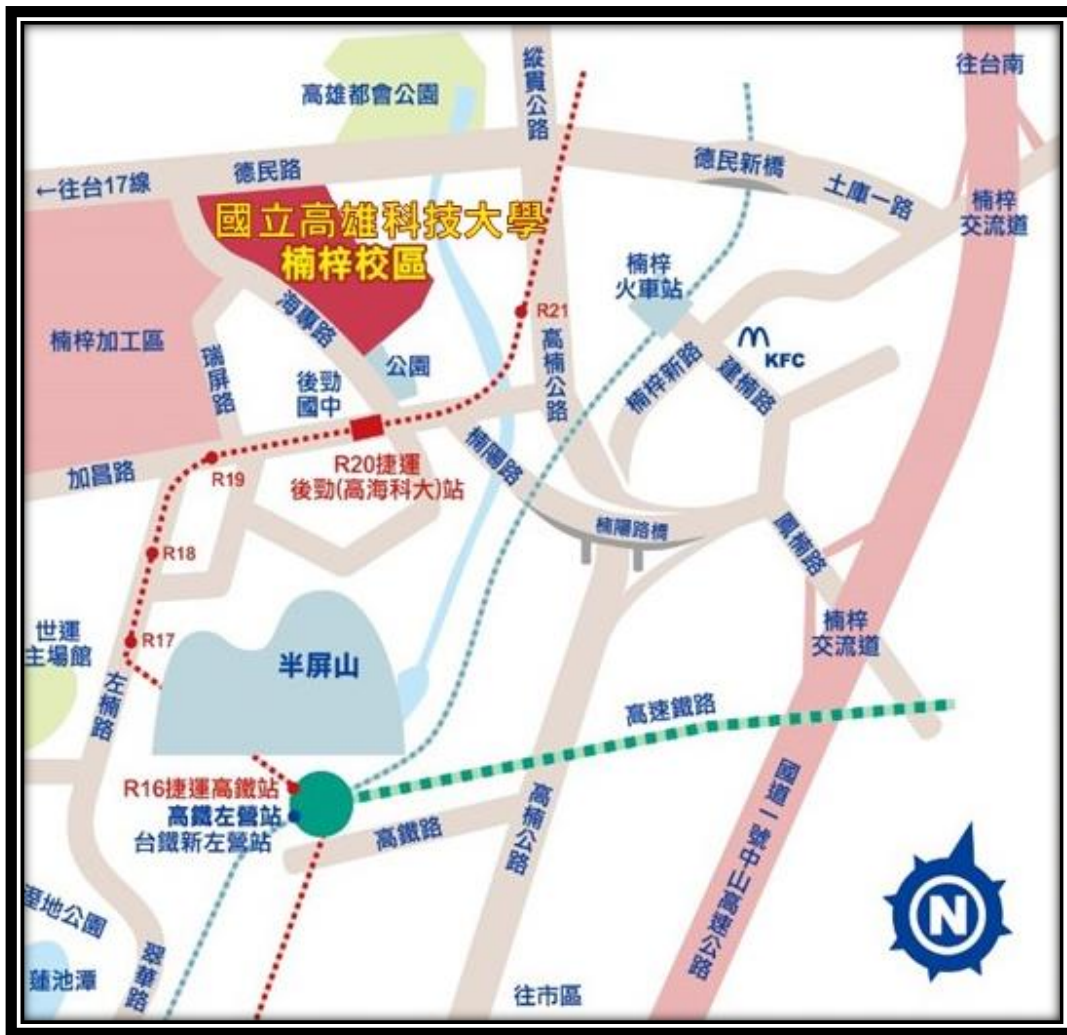 往台南
縱貫公路
高雄都會公園
德民路
德民新橋
←往台17線
土庫一路
楠梓
交流道
國立高雄科技大學
楠梓校區
楠梓
火車站
海專路
R21
楠梓加工區
瑞屏路
公園
高楠公路
KFC
楠梓新路
建楠路
後勁
國中
楠陽路
加昌路
R19
R20捷運
後勁(高海科大)站
楠陽路橋
鳳楠路
R18
世運
主場館
R17
楠梓
交流道
半屏山
左楠路
高速鐵路
R16捷運高鐵站
高鐵左營站
台鐵新左營站
高鐵路
高楠公路
國道一號中山高速公路
溼地公園
翠華路
蓮池潭
往市區
N